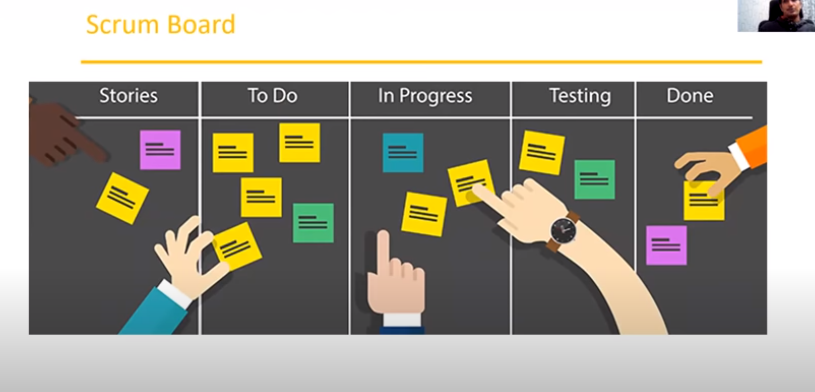 Scrum Board
Stories
To Do
In Progress
Testing
Done